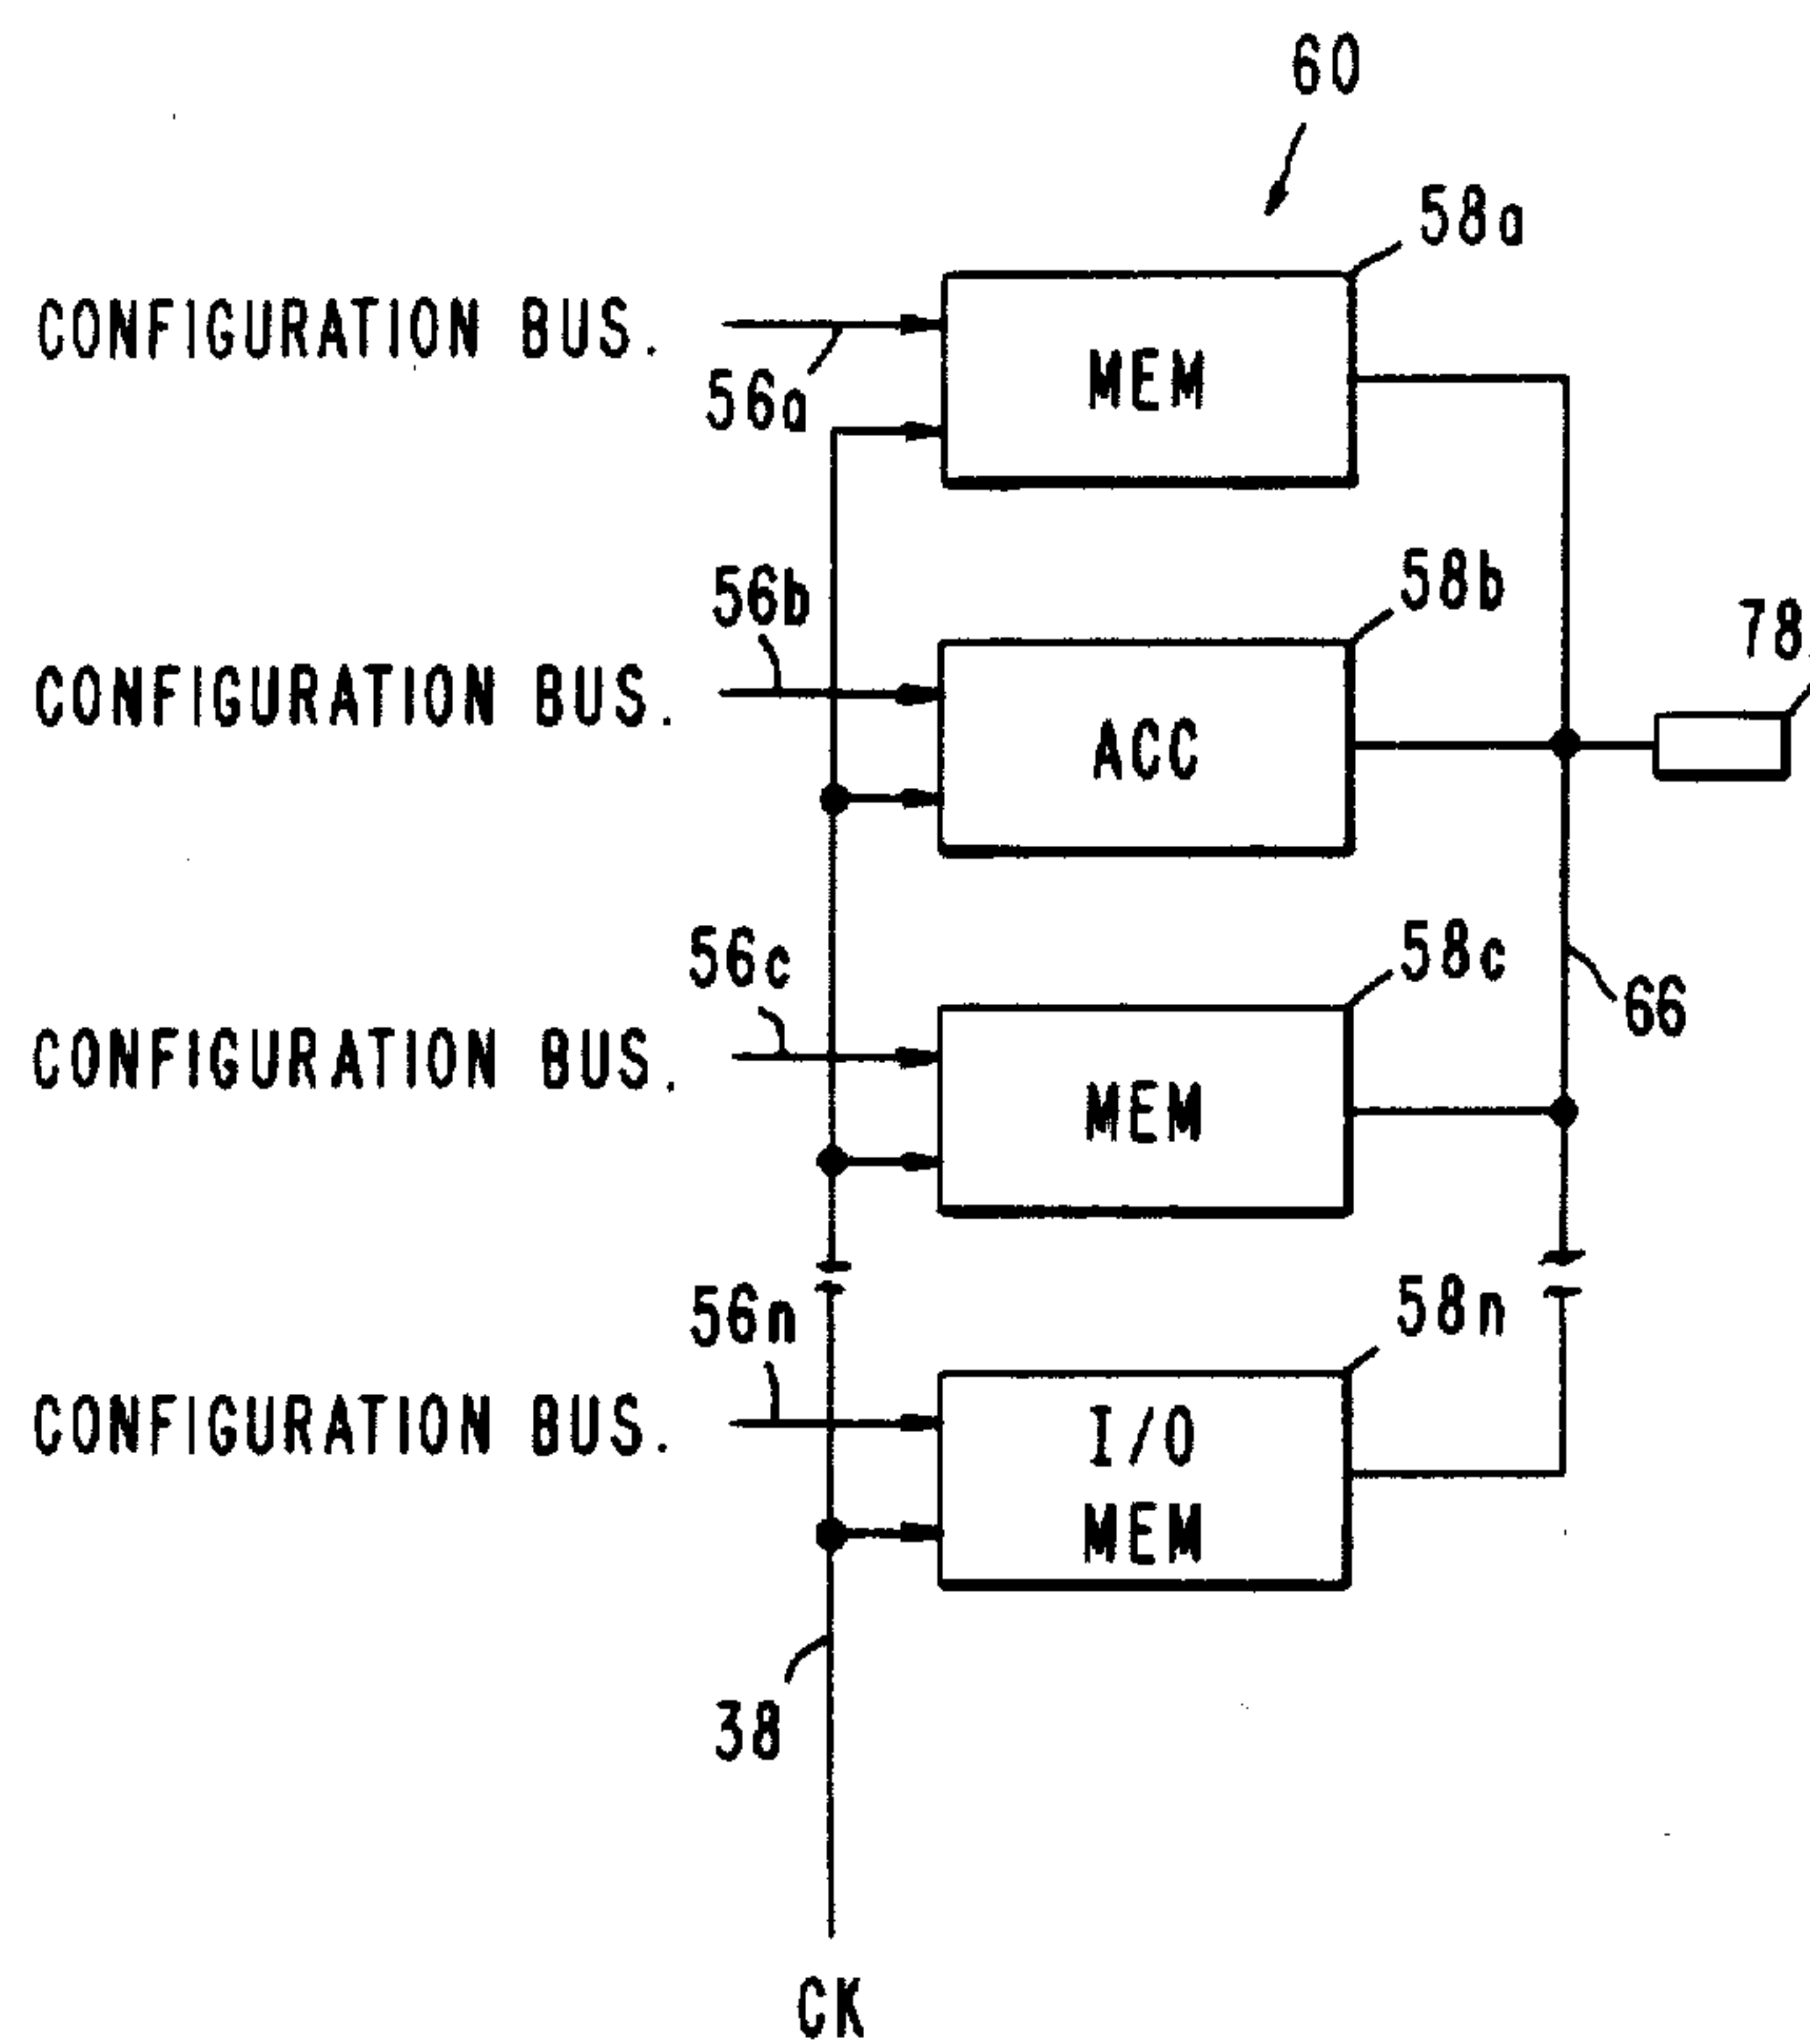 60
58a
CONFIGURATION BUS.
56a
MEM
56b
58b
78
CONFIGURATION BUS.
ACC
56c
58c
66
CONFIGURATION BUS.
MEM
56n
58n
CONFIGURATION BUS.
I/O
MEM
38
CK